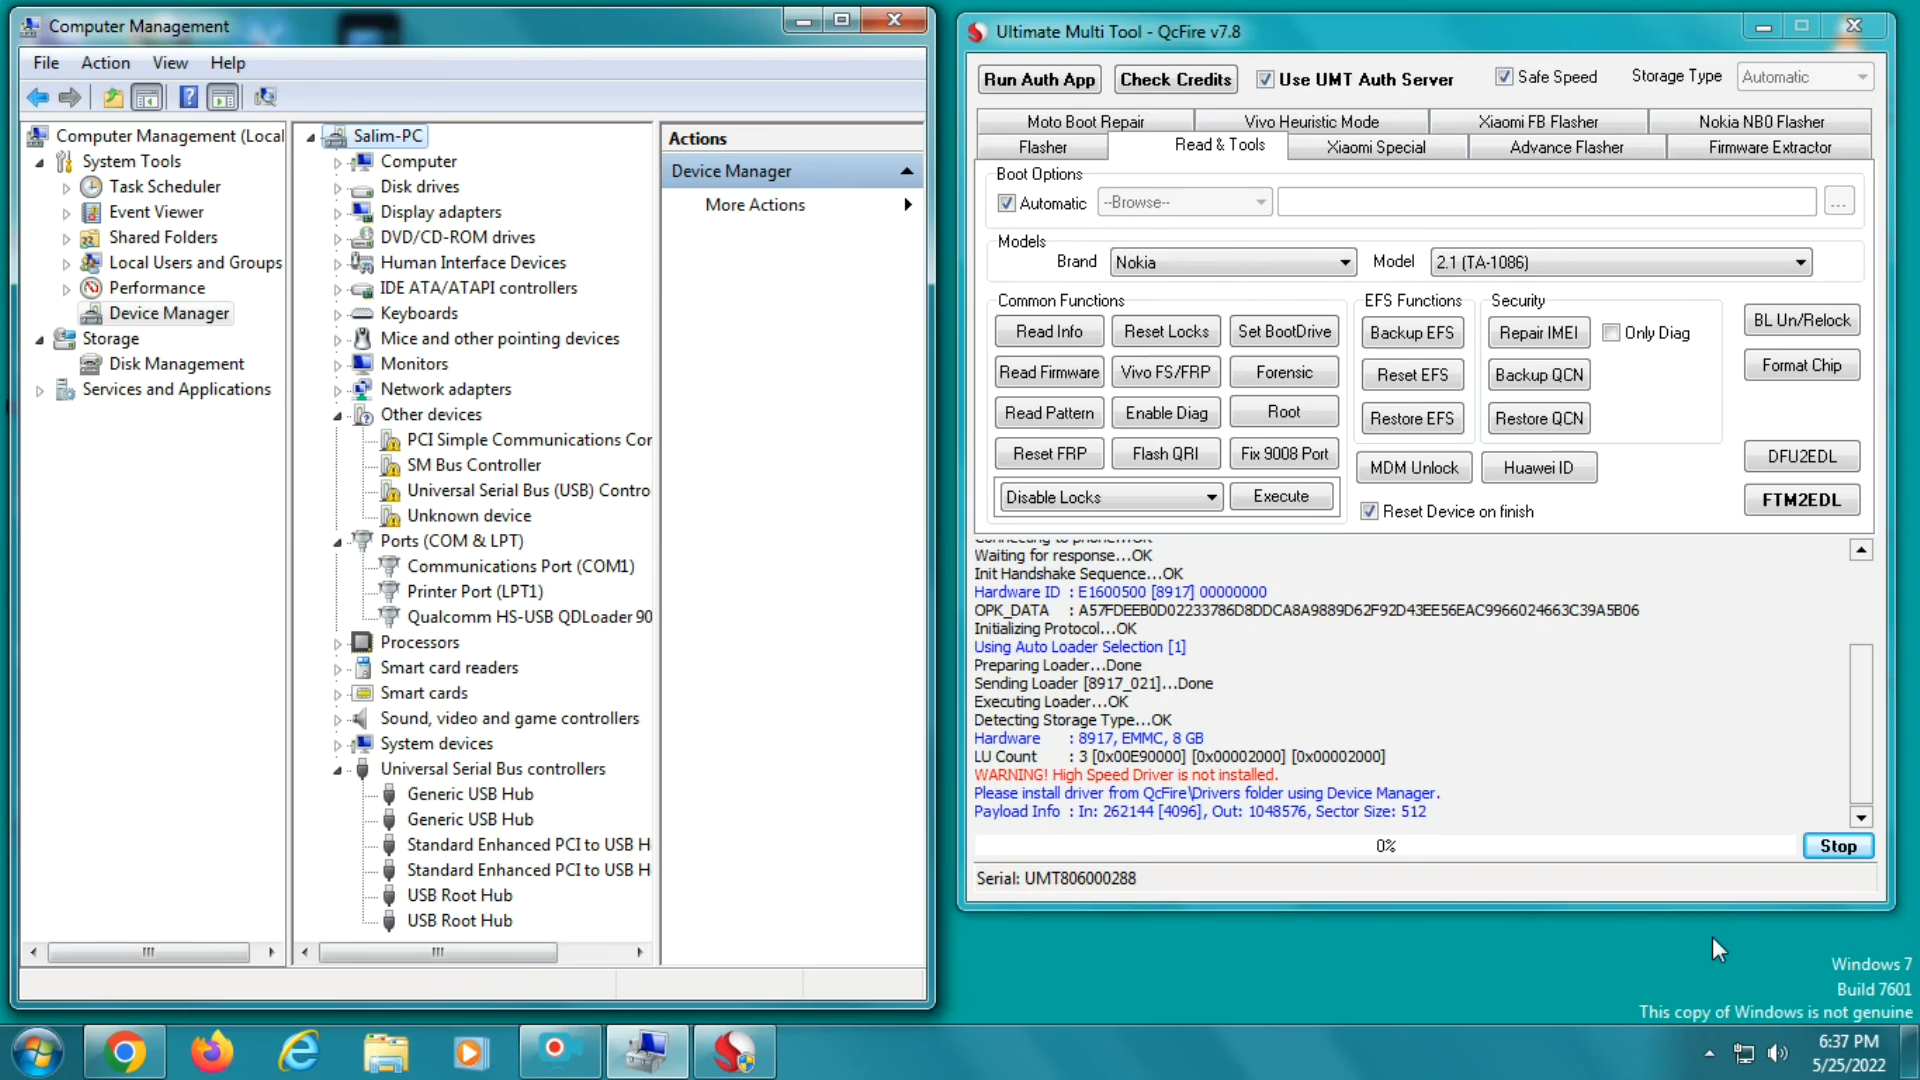 Computer Management
File Action View Help
Computer Management (Local
System Tools
Task Scheduler
Event Viewer
Shared Folders
Local Users and Groups
Performance
Device Manager
Storage
Disk Management
Services and Applications
Salim-PC
Computer
Disk drives
Display adapters
DVD/CD-ROM drives
Human Interface Devices
IDE ATA/ATAPI controllers
Keyboards
Mice and other pointing devices
Monitors
Network adapters
Other devices
PCI Simple Communications Cor
SM Bus Controller
Universal Serial Bus (USB) Contro
Unknown device
Ports (COM & LPT)
Communications Port (COM1)
Printer Port (LPT1)
Qualcomm HS-USB QDLoader 90
Processors
Smart card readers
Smart cards
Sound, video and game controllers
System devices
Universal Serial Bus controllers
Generic USB Hub
Generic USB Hub
Standard Enhanced PCI to USB H
Standard Enhanced PCI to USB H
USB Root Hub
USB Root Hub
Actions
Device Manager
More Actions
Ultimate Multi Tool - QcFire v7.8
Run Auth App Check Credits Use UMT Auth Server Safe Speed Storage Type Automatic
Moto Boot Repair Vivo Heuristic Mode Xiaomi FB Flasher Nokia NB0 Flasher
Flasher Read & Tools Xiaomi Special Advance Flasher Firmware Extractor
Boot Options
Automatic --Browse-- ...
Models
Brand Nokia Model 2.1 (TA-1086)
Common Functions EFS Functions Security
Read Info Reset Locks Set BootDrive Backup EFS Repair IMEI Only Diag BL Un/Relock
Read Firmware Vivo FS/FRP Forensic Reset EFS Backup QCN Format Chip
Read Pattern Enable Diag Root Restore EFS Restore QCN
Reset FRP Flash QRI Fix 9008 Port MDM Unlock Huawei ID DFU2EDL
Disable Locks Execute Reset Device on finish FTM2EDL
Connecting to phone...OK
Waiting for response...OK
Init Handshake Sequence...OK
Hardware ID : E1600500 [8917] 00000000
OPK_DATA : A57FDEEB0D02233786D8DDCA8A9889D62F92D43EE56EAC9966024663C39A5B06
Initializing Protocol...OK
Using Auto Loader Selection [1]
Preparing Loader...Done
Sending Loader [8917_021]...Done
Executing Loader...OK
Detecting Storage Type...OK
Hardware : 8917, EMMC, 8 GB
LU Count : 3 [0x00E90000] [0x00002000] [0x00002000]
WARNING! High Speed Driver is not installed.
Please install driver from QcFire\Drivers folder using Device Manager.
Payload Info : In: 262144 [4096], Out: 1048576, Sector Size: 512
0% Stop
Serial: UMT806000288
Windows 7
Build 7601
This copy of Windows is not genuine
6:37 PM
5/25/2022